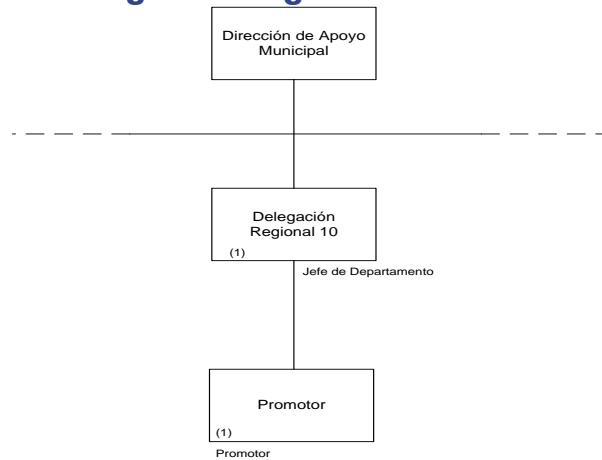 Dirección de Apoyo
Municipal
Delegación
Regional 10
(1)
Jefe de Departamento
Promotor
(1)
Promotor